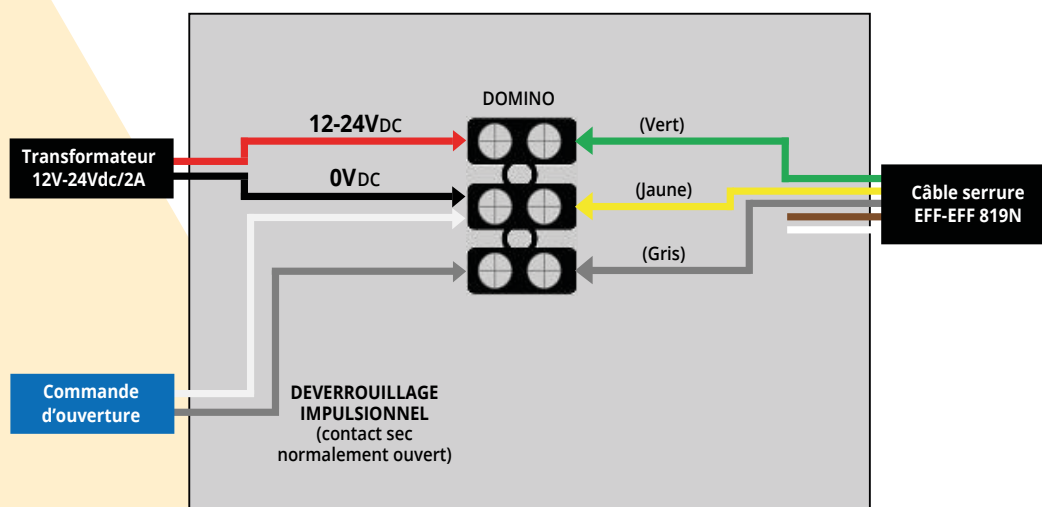 DOMINO
12-24VDC
(Vert)
Transformateur
12V-24Vdc/2A
0VDC
(Jaune)
Câble serrure
EFF-EFF 819N
(Gris)
Commande
d'ouverture
DEVERROUILLAGE
IMPULSIONNEL
(contact sec
normalement ouvert)